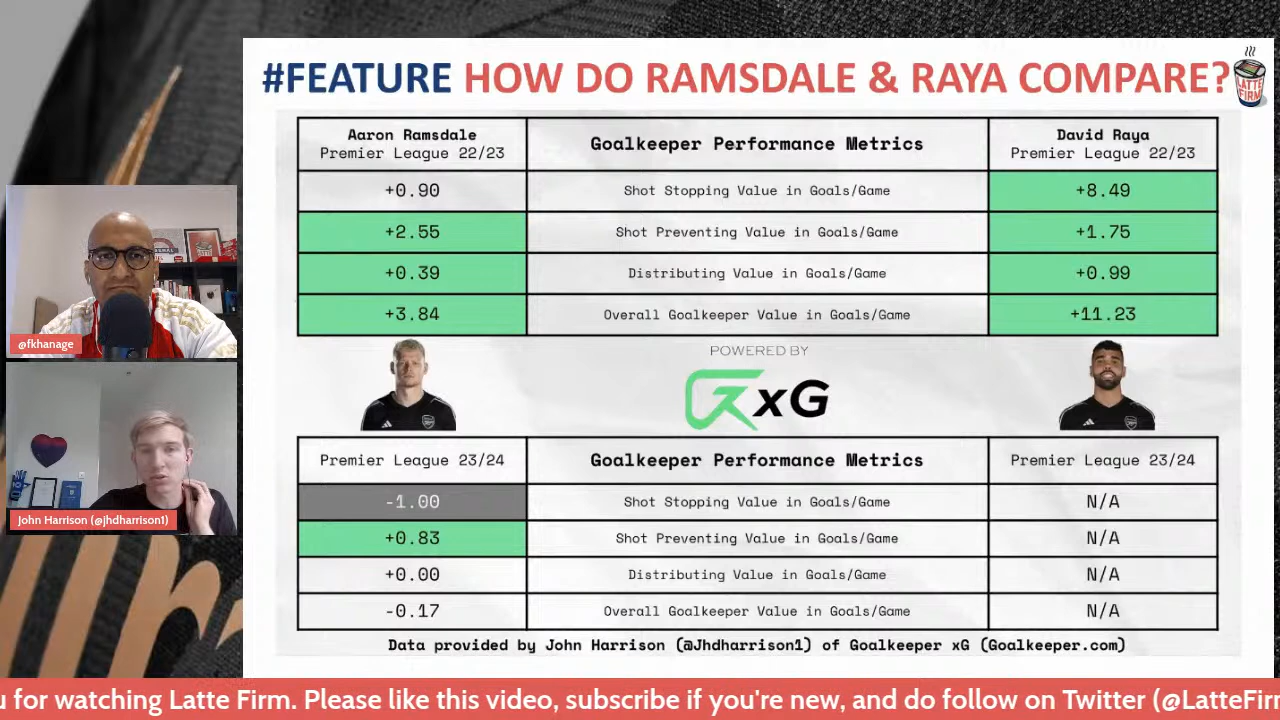 #FEATURE HOW DO RAMSDALE & RAYA COMPARE?
LATTE
FIRM
Aaron Ramsdale
Premier League 22/23
Goalkeeper Performance Metrics
David Raya
Premier League 22/23
+0.90 Shot Stopping Value in Goals/Game +8.49
+2.55 Shot Preventing Value in Goals/Game +1.75
+0.39 Distributing Value in Goals/Game +0.99
+3.84 Overall Goalkeeper Value in Goals/Game +11.23
POWERED BY
xG
Premier League 23/24 Goalkeeper Performance Metrics Premier League 23/24
-1.00 Shot Stopping Value in Goals/Game N/A
+0.83 Shot Preventing Value in Goals/Game N/A
+0.00 Distributing Value in Goals/Game N/A
-0.17 Overall Goalkeeper Value in Goals/Game N/A
Data provided by John Harrison (@Jhdharrison1) of Goalkeeper xG (Goalkeeper.com)
@fkhanage
John Harrison (@jhdharrison1)
u for watching Latte Firm. Please like this video, subscribe if you're new, and do follow on Twitter (@LatteFir